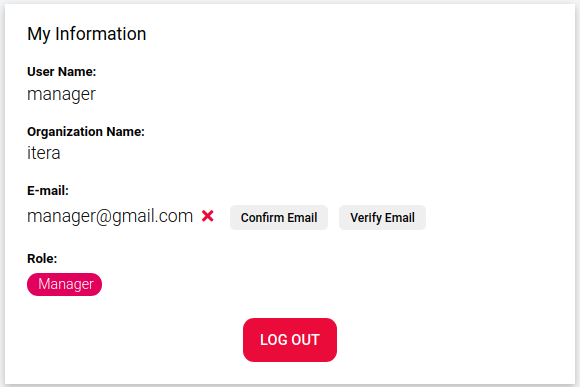 My Information
User Name:
manager
Organization Name:
itera
E-mail:
manager@gmail.com Confirm Email Verify Email
Role:
Manager
LOG OUT